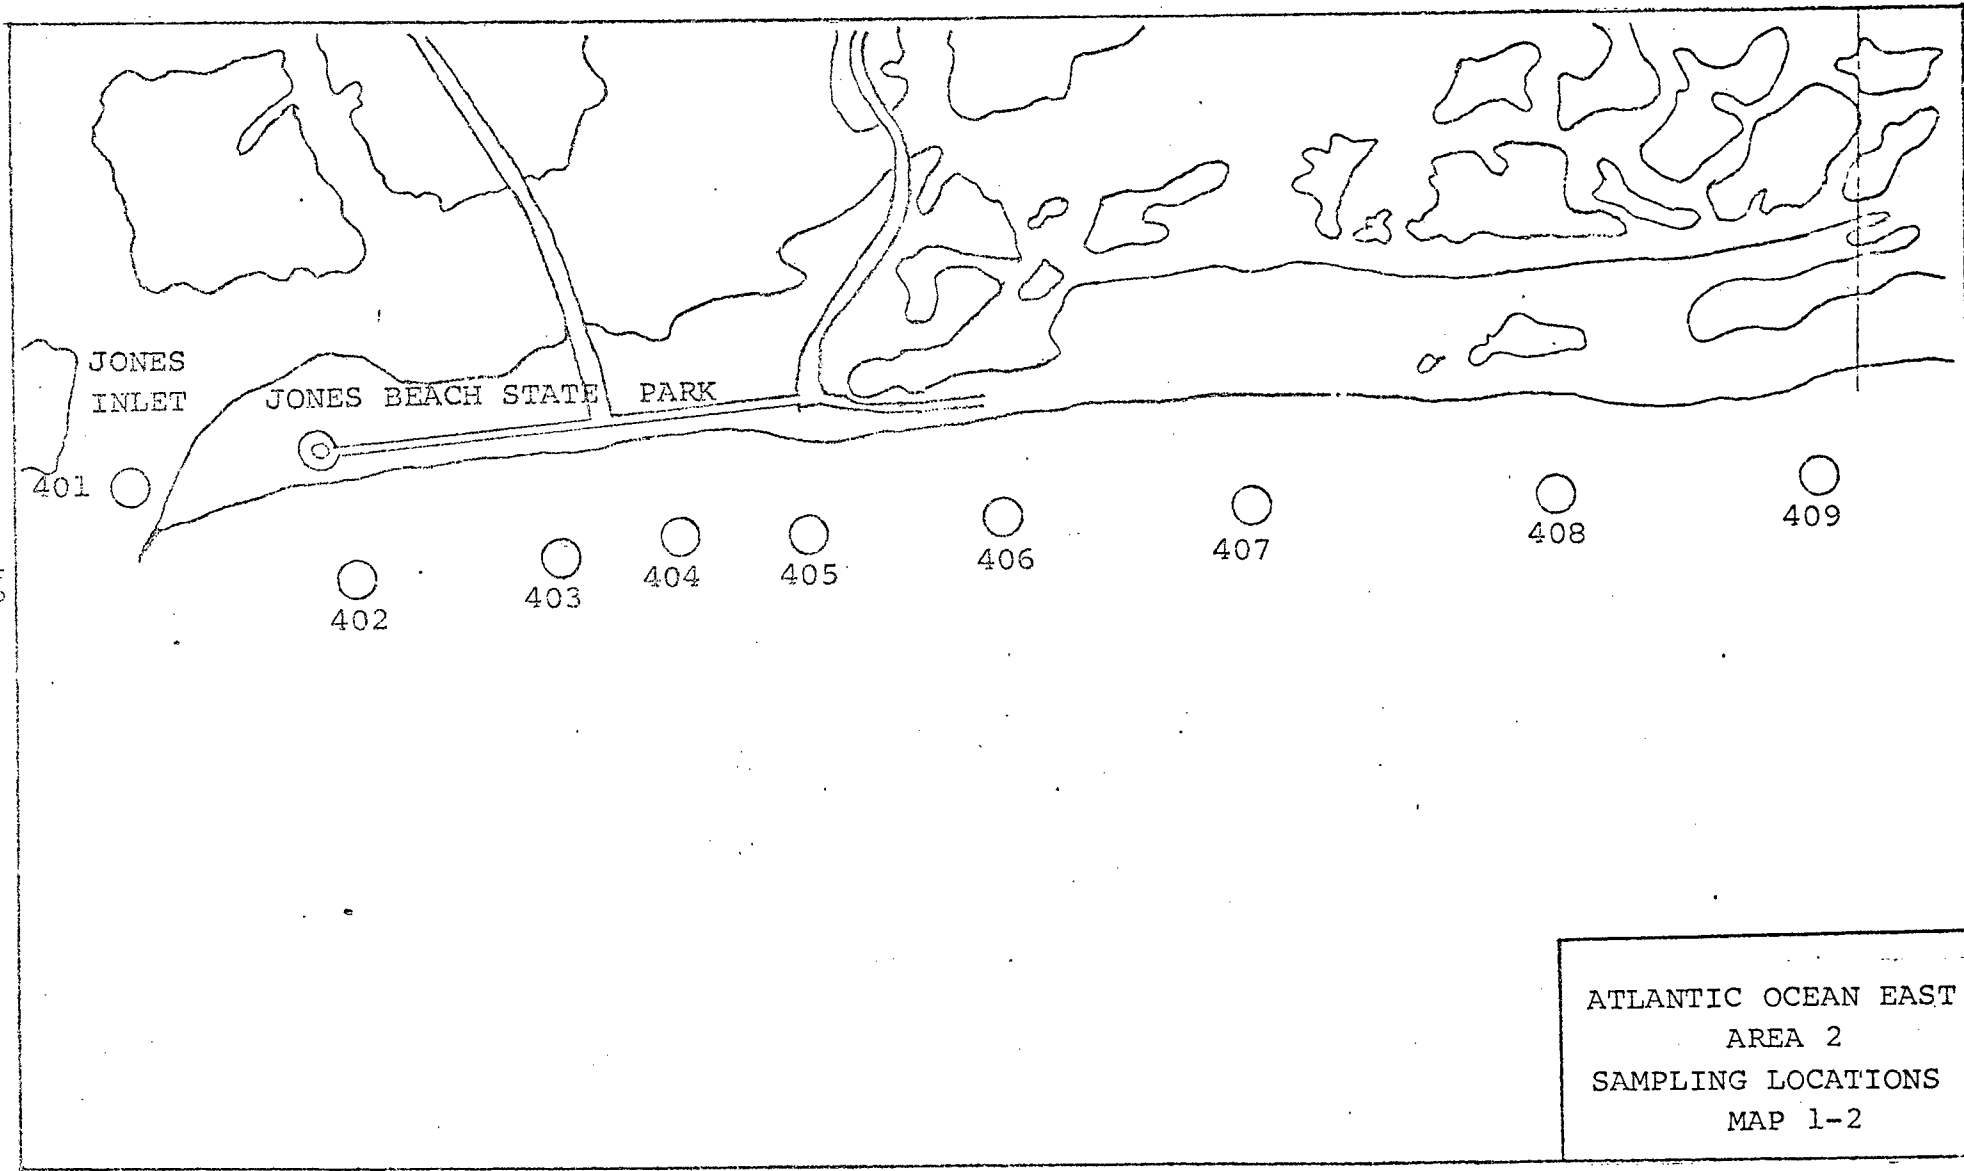 JONES
INLET
JONES BEACH STATE PARK
401
402
403
404
405
406
407
408
409
ATLANTIC OCEAN EAST
AREA 2
SAMPLING LOCATIONS
MAP 1-2